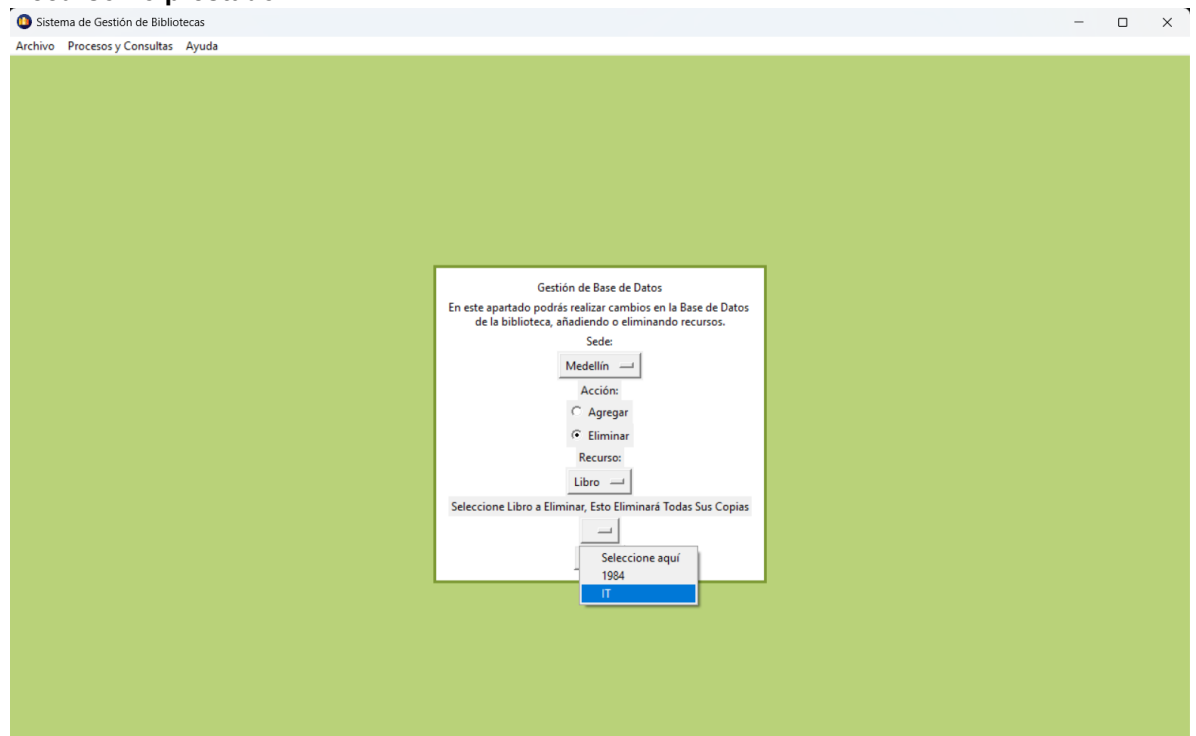 Sistema de Gestión de Bibliotecas
Archivo Procesos y Consultas Ayuda
Gestión de Base de Datos
En este apartado podrás realizar cambios en la Base de Datos
de la biblioteca, añadiendo o eliminando recursos.
Sede:
Medellín
Acción:
Agregar
Eliminar
Recurso:
Libro
Seleccione Libro a Eliminar, Esto Eliminará Todas Sus Copias
Seleccione aquí
1984
IT